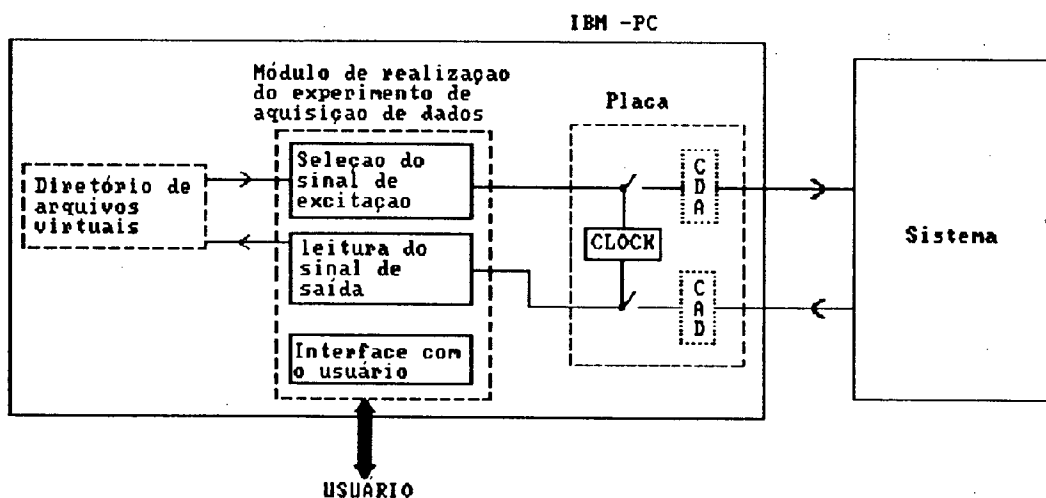 IBM -PC
Módulo de realizaçao
do experimento de
aquisiçao de dados
Placa
Seleçao do
sinal de
excitaçao
Diretório de
arquivos
virtuais
leitura do
sinal de
saída
Interface com
o usuário
CLOCK
C
D
A
C
A
D
Sistema
USUÁRIO